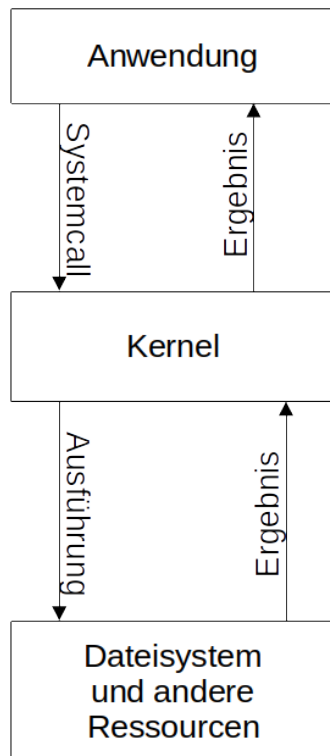 Anwendung
Systemcall
Ergebnis
Kernel
Ausführung
Ergebnis
Dateisystem
und andere
Ressourcen